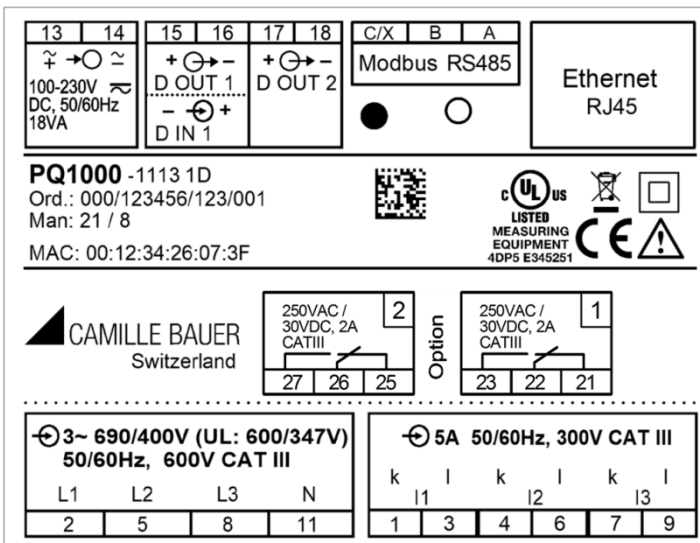 13 14 15 16 17 18 C/X B A
100-230V
DC, 50/60Hz
18VA
+ -
D OUT 1
- +
D IN 1
+ -
D OUT 2
Modbus RS485
Ethernet
RJ45
PQ1000 -1113 1D
Ord.: 000/123456/123/001
Man: 21 / 8
MAC: 00:12:34:26:07:3F
c UL US
LISTED
MEASURING
EQUIPMENT
4DP5 E345251
CE
CAMILLE BAUER
Switzerland
250VAC /
30VDC, 2A
CATIII
2
27 26 25
Option
250VAC /
30VDC, 2A
CATIII
1
23 22 21
3~ 690/400V (UL: 600/347V)
50/60Hz, 600V CAT III
L1 L2 L3 N
2 5 8 11
5A 50/60Hz, 300V CAT III
k l k l k l
I1 I2 I3
1 3 4 6 7 9